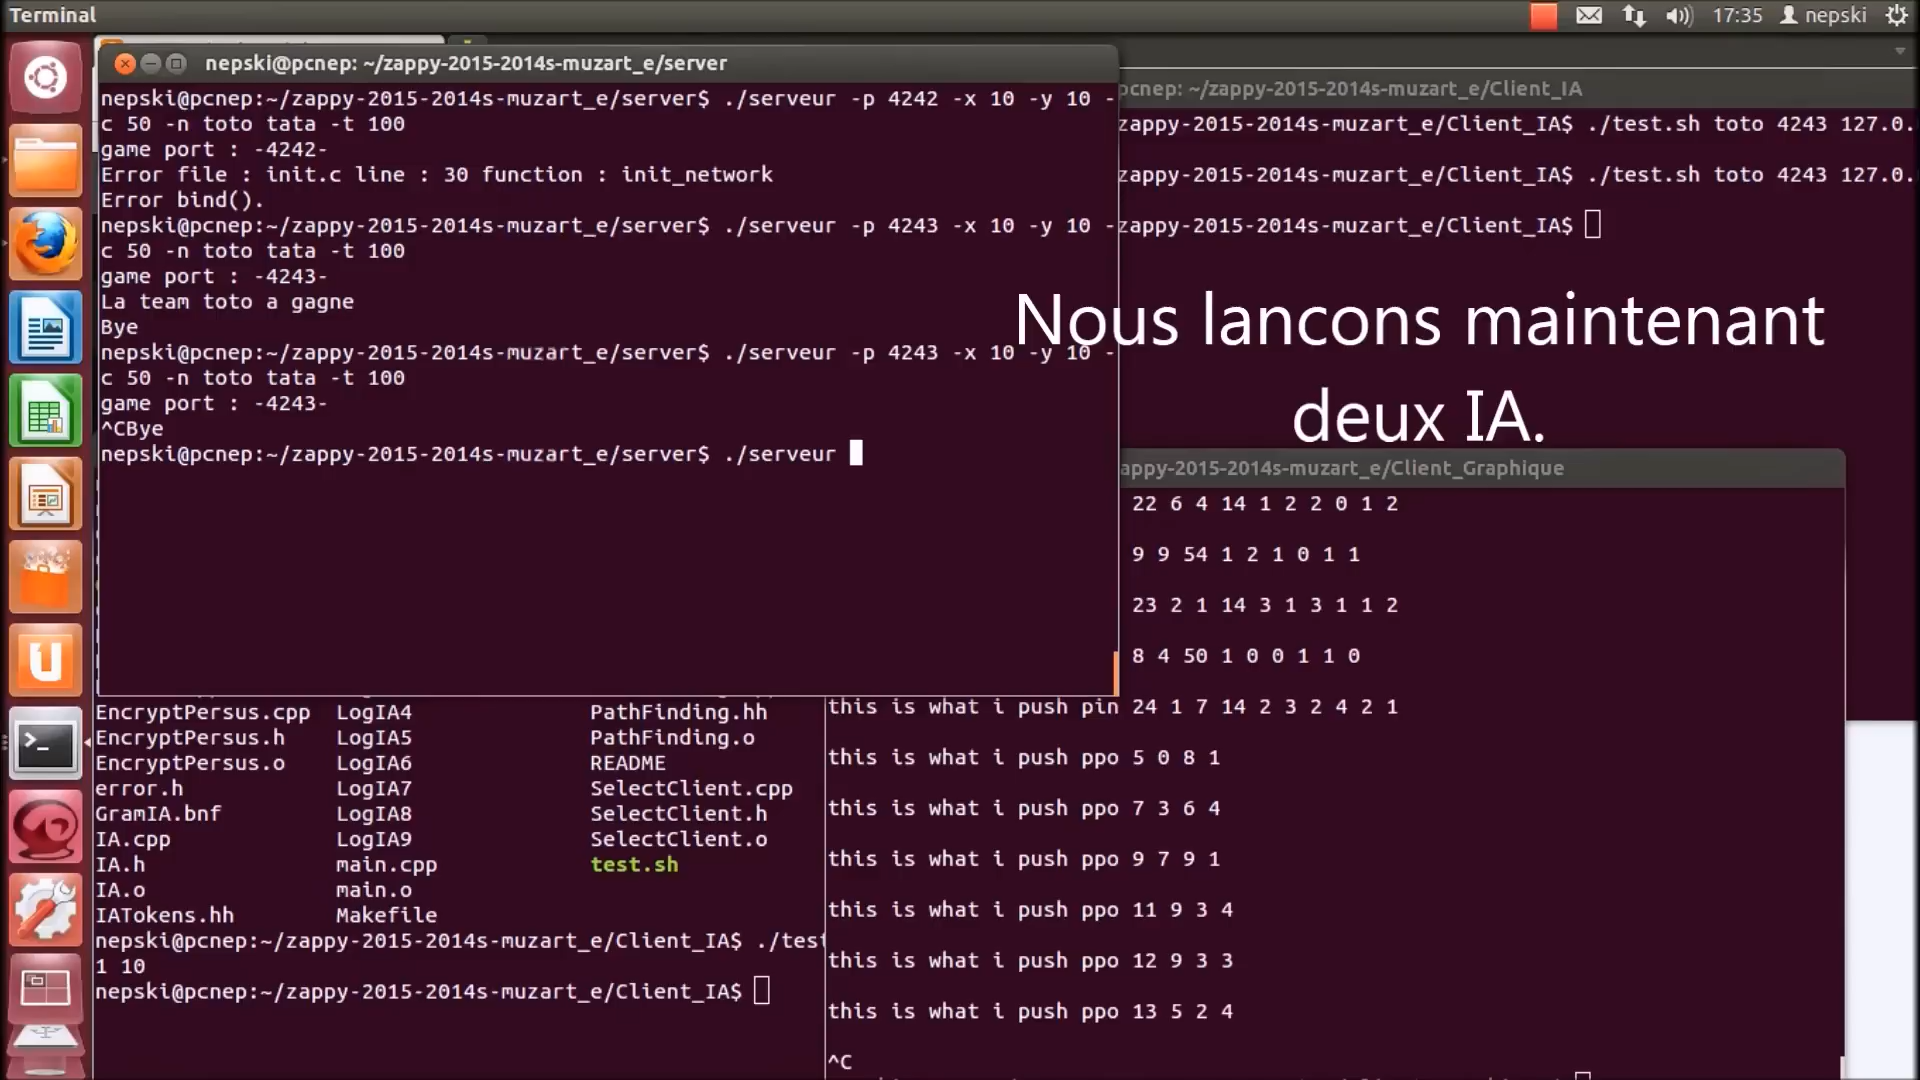 Terminal
17:35 nepski
nepski@pcnep: ~/zappy-2015-2014s-muzart_e/server
nepski@pcnep:~/zappy-2015-2014s-muzart_e/server$ ./serveur -p 4242 -x 10 -y 10 -
c 50 -n toto tata -t 100
game port : -4242-
Error file : init.c line : 30 function : init_network
Error bind().
nepski@pcnep:~/zappy-2015-2014s-muzart_e/server$ ./serveur -p 4243 -x 10 -y 10 -
c 50 -n toto tata -t 100
game port : -4243-
La team toto a gagne
Bye
nepski@pcnep:~/zappy-2015-2014s-muzart_e/server$ ./serveur -p 4243 -x 10 -y 10 -
c 50 -n toto tata -t 100
game port : -4243-
^CBye
nepski@pcnep:~/zappy-2015-2014s-muzart_e/server$ ./serveur
pcnep: ~/zappy-2015-2014s-muzart_e/Client_IA
zappy-2015-2014s-muzart_e/Client_IA$ ./test.sh toto 4243 127.0.
zappy-2015-2014s-muzart_e/Client_IA$ ./test.sh toto 4243 127.0.
zappy-2015-2014s-muzart_e/Client_IA$
Nous lancons maintenant
deux IA.
appy-2015-2014s-muzart_e/Client_Graphique
22 6 4 14 1 2 2 0 1 2
9 9 54 1 2 1 0 1 1
23 2 1 14 3 1 3 1 1 2
8 4 50 1 0 0 1 1 0
this is what i push pin 24 1 7 14 2 3 2 4 2 1
this is what i push ppo 5 0 8 1
this is what i push ppo 7 3 6 4
this is what i push ppo 9 7 9 1
this is what i push ppo 11 9 3 4
this is what i push ppo 12 9 3 3
this is what i push ppo 13 5 2 4
^C
EncryptPersus.cpp LogIA4 PathFinding.hh
EncryptPersus.h LogIA5 PathFinding.o
EncryptPersus.o LogIA6 README
error.h LogIA7 SelectClient.cpp
GramIA.bnf LogIA8 SelectClient.h
IA.cpp LogIA9 SelectClient.o
IA.h main.cpp test.sh
IA.o main.o
IATokens.hh Makefile
nepski@pcnep:~/zappy-2015-2014s-muzart_e/Client_IA$ ./test
1 10
nepski@pcnep:~/zappy-2015-2014s-muzart_e/Client_IA$